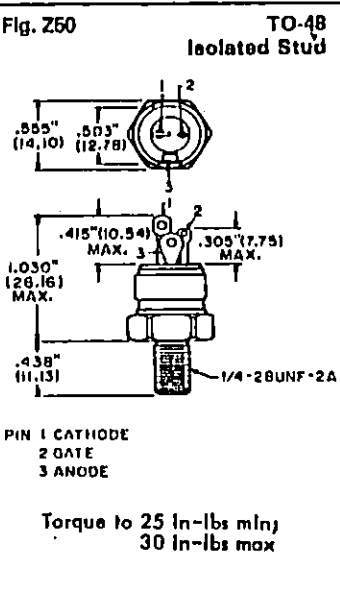 Fig. Z50
TO-48
Isolated Stud
1
2
.555"
(14.10)
.503"
(12.78)
3
1
.415"(10.54)
MAX.
2
3
.305"(7.75)
MAX.
1.030"
(26.16)
MAX.
.438"
(11.13)
1/4-28UNF-2A
PIN 1 CATHODE
2 GATE
3 ANODE
Torque to 25 in-lbs min;
30 in-lbs max